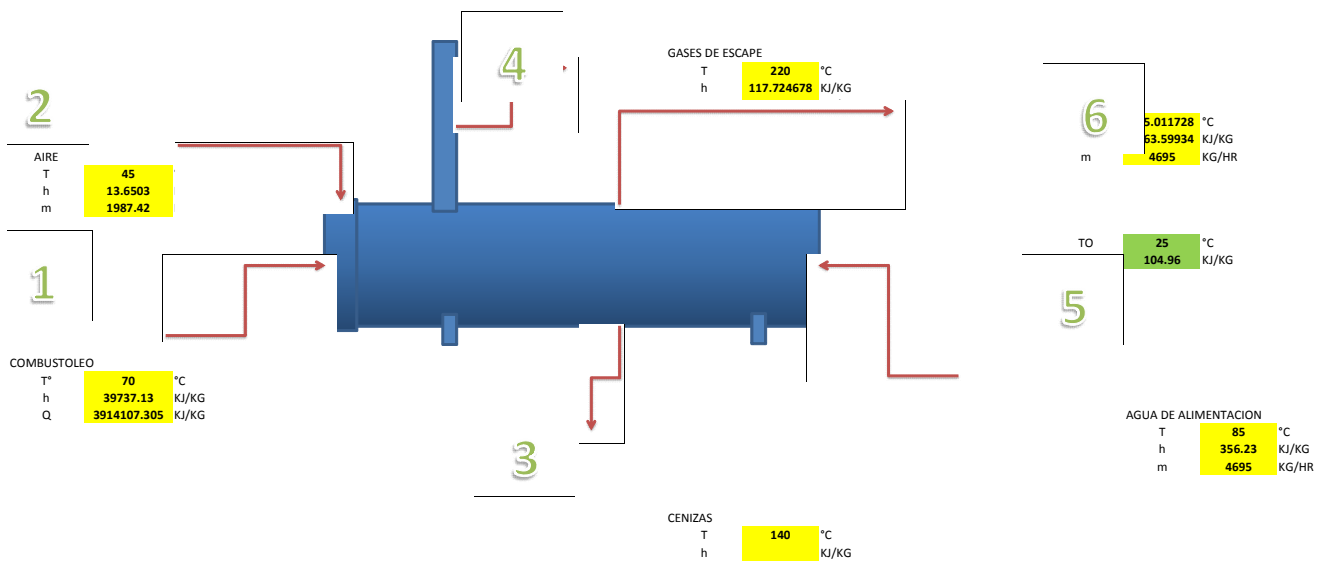 4
GASES DE ESCAPE
T 220 °C
h 117.724678 KJ/KG
2
6
5.011728 °C
63.59934 KJ/KG
m 4695 KG/HR
AIRE
T 45
h 13.6503
m 1987.42
1
TO 25 °C
104.96 KJ/KG
5
COMBUSTOLEO
T° 70 °C
h 39737.13 KJ/KG
Q 3914107.305 KJ/KG
AGUA DE ALIMENTACION
T 85 °C
h 356.23 KJ/KG
m 4695 KG/HR
3
CENIZAS
T 140 °C
h KJ/KG